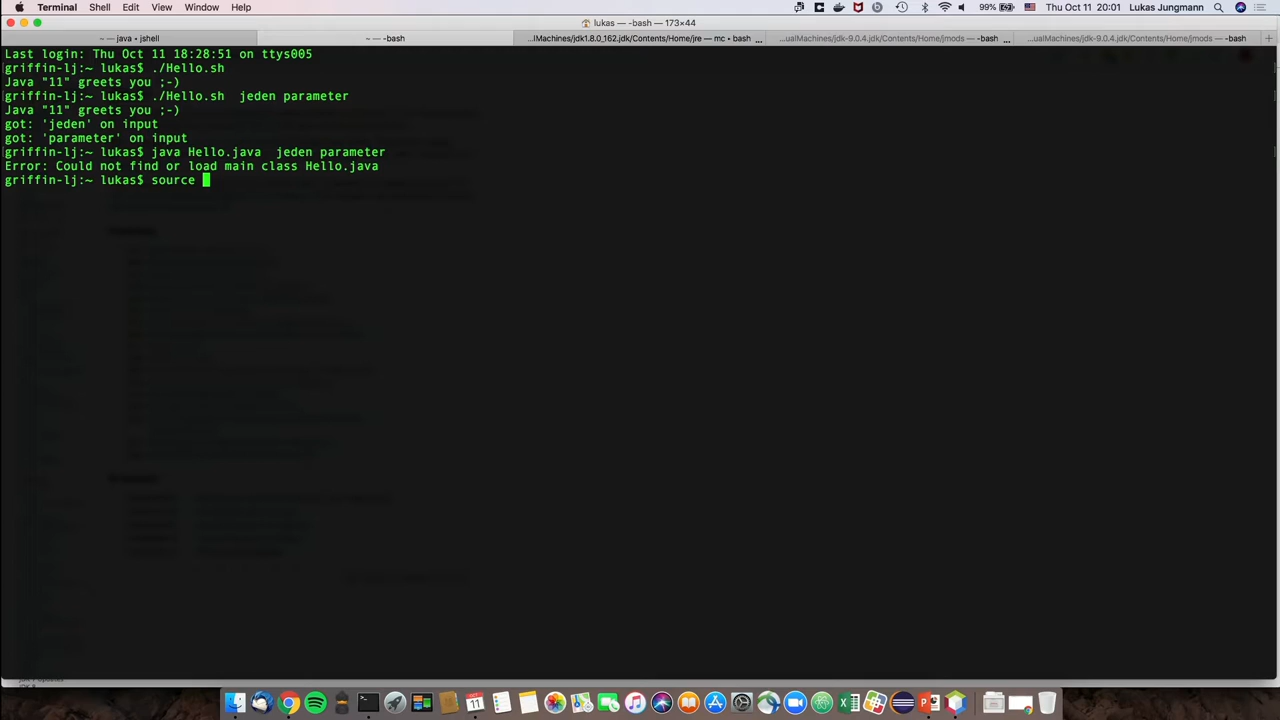 Terminal Shell Edit View Window Help 99% Thu Oct 11 20:01 Lukas Jungmann
lukas — -bash — 173×44
~ — java • jshell
~ — -bash
...lMachines/jdk1.8.0_162.jdk/Contents/Home/jre — mc • bash ...
...ualMachines/jdk-9.0.4.jdk/Contents/Home/jmods — -bash ...
...ualMachines/jdk-9.0.4.jdk/Contents/Home/jmods — -bash
Last login: Thu Oct 11 18:28:51 on ttys005
griffin-lj:~ lukas$ ./Hello.sh
Java "11" greets you ;-)
griffin-lj:~ lukas$ ./Hello.sh  jeden parameter
Java "11" greets you ;-)
got: 'jeden' on input
got: 'parameter' on input
griffin-lj:~ lukas$ java Hello.java  jeden parameter
Error: Could not find or load main class Hello.java
griffin-lj:~ lukas$ source